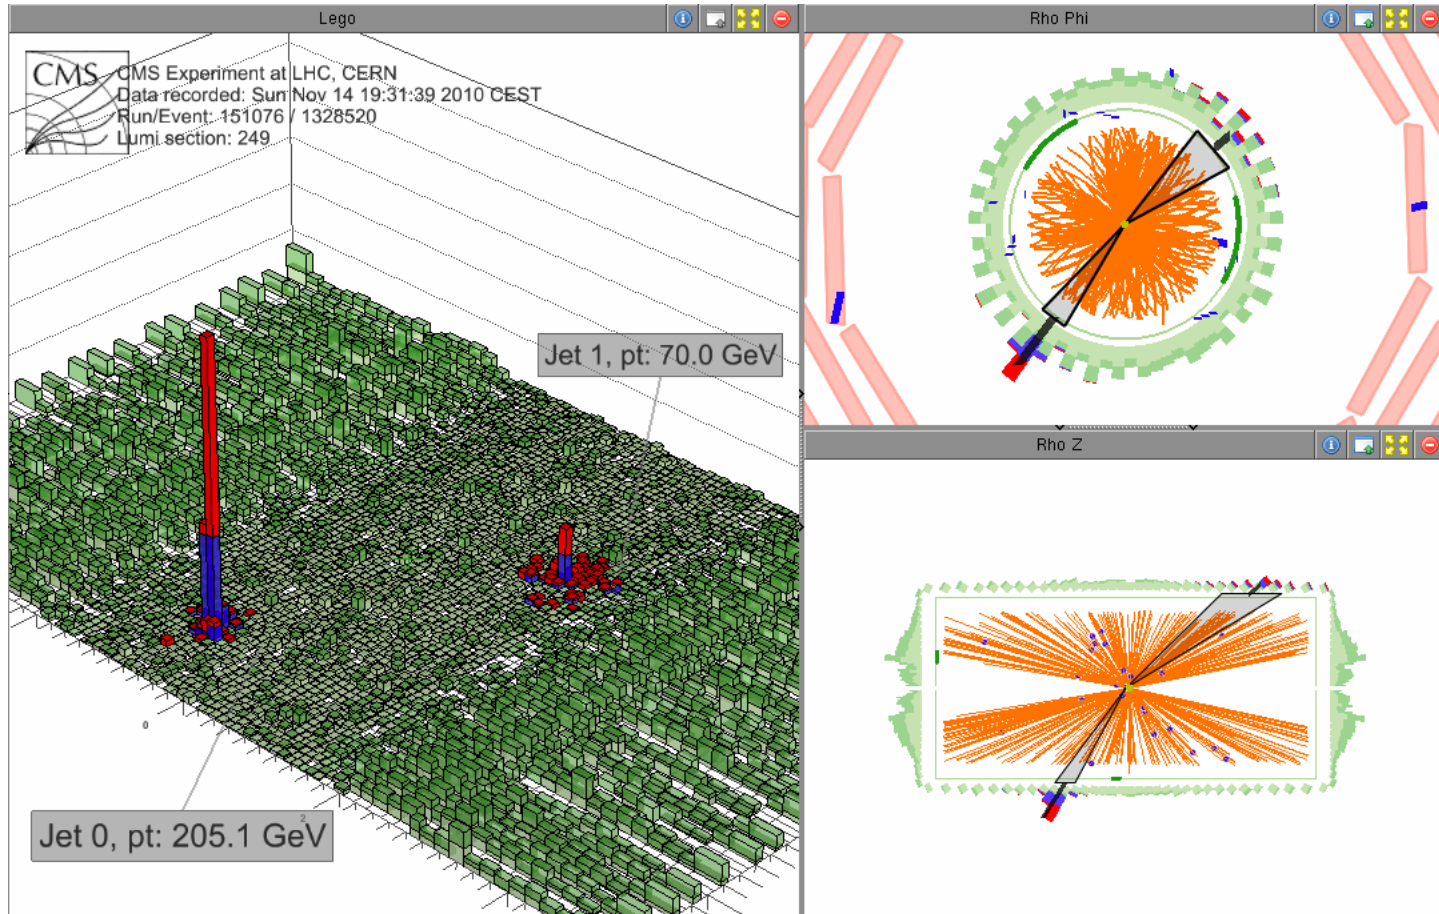 Lego
CMS
CMS Experiment at LHC, CERN
Data recorded: Sun Nov 14 19:31:39 2010 CEST
Run/Event: 151076 / 1328520
Lumi section: 249
Jet 1, pt: 70.0 GeV
0
2
Jet 0, pt: 205.1 GeV
Rho Phi
Rho Z